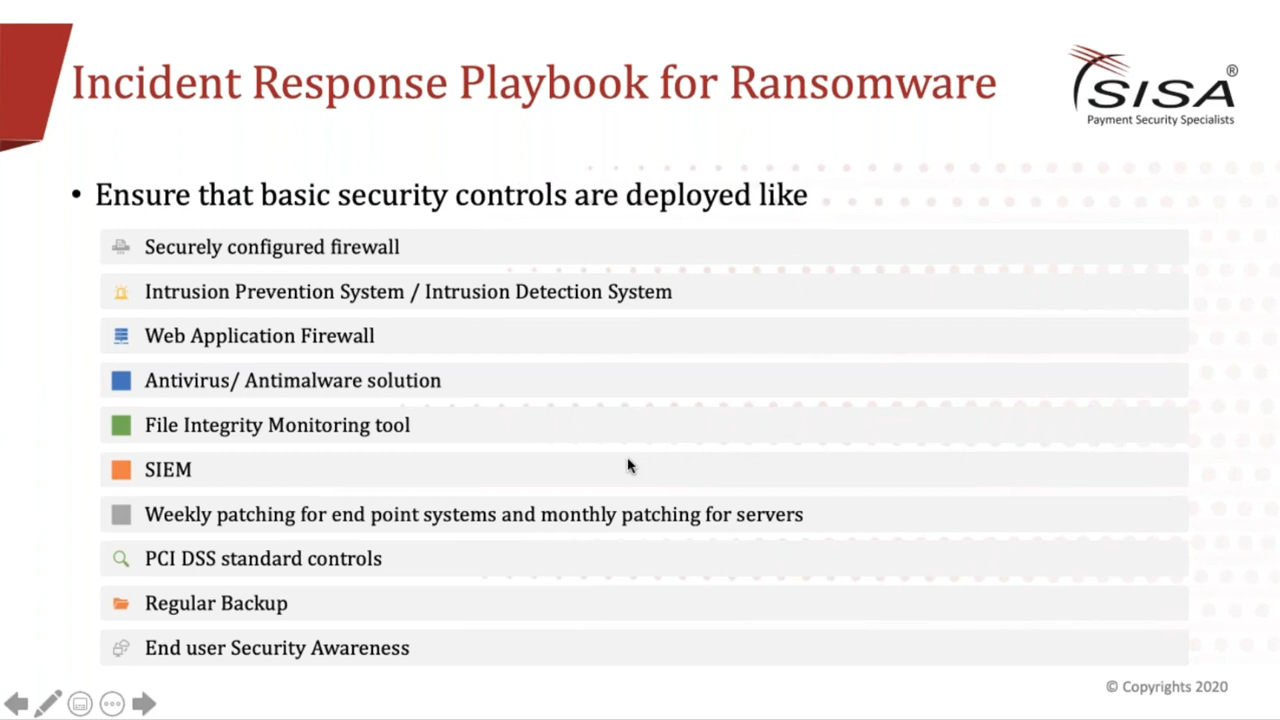 Incident Response Playbook for Ransomware
SISA®
Payment Security Specialists
• Ensure that basic security controls are deployed like
Securely configured firewall
Intrusion Prevention System / Intrusion Detection System
Web Application Firewall
Antivirus/ Antimalware solution
File Integrity Monitoring tool
SIEM
Weekly patching for end point systems and monthly patching for servers
PCI DSS standard controls
Regular Backup
End user Security Awareness
© Copyrights 2020